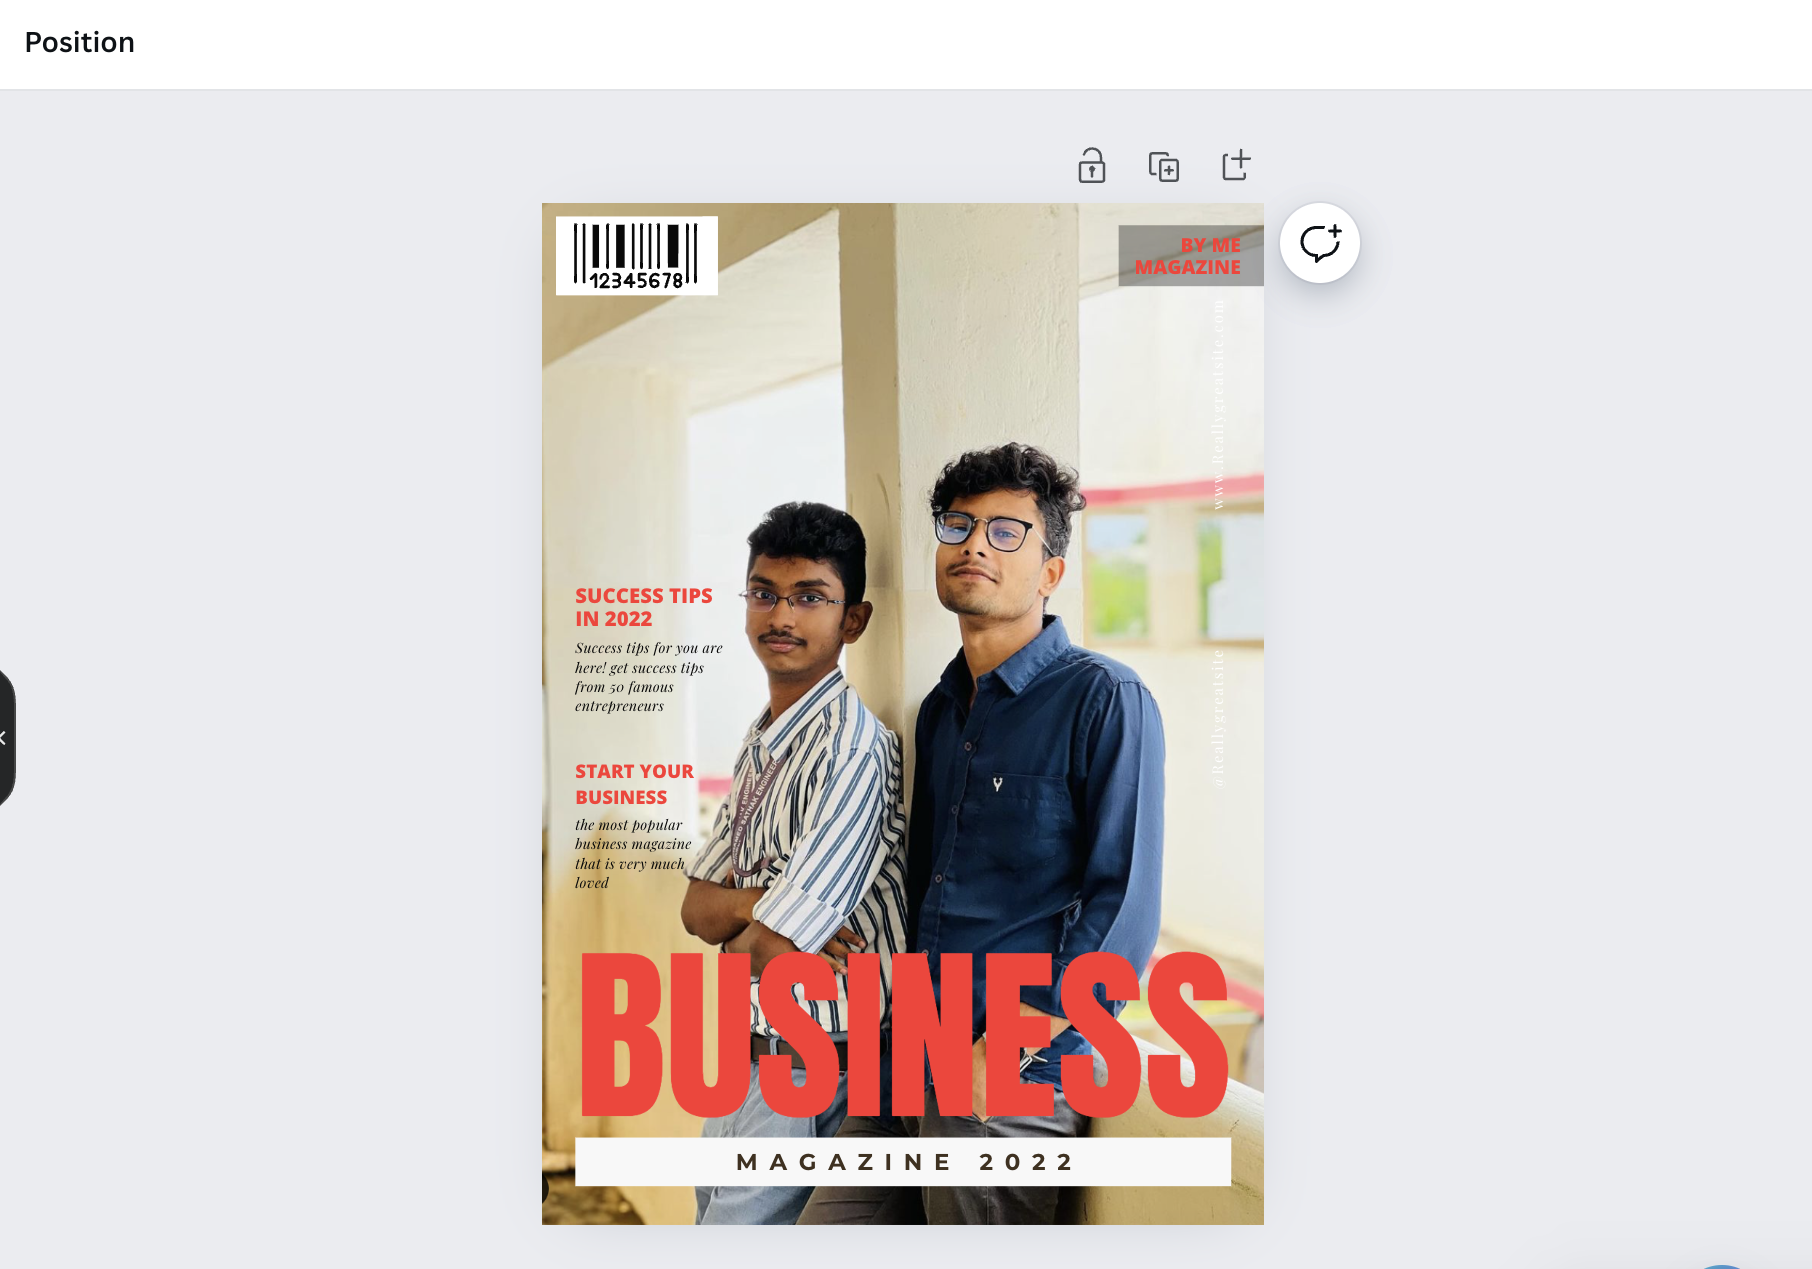 Position
12345678
BY ME
MAGAZINE
www.Reallygreatsite.com
SUCCESS TIPS
IN 2022
Success tips for you are
here! get success tips
from 50 famous
entrepreneurs
@Reallygreatsite
START YOUR
BUSINESS
the most popular
business magazine
that is very much
loved
SATHAK ENGINEER
BUSINESS
MAGAZINE 2022